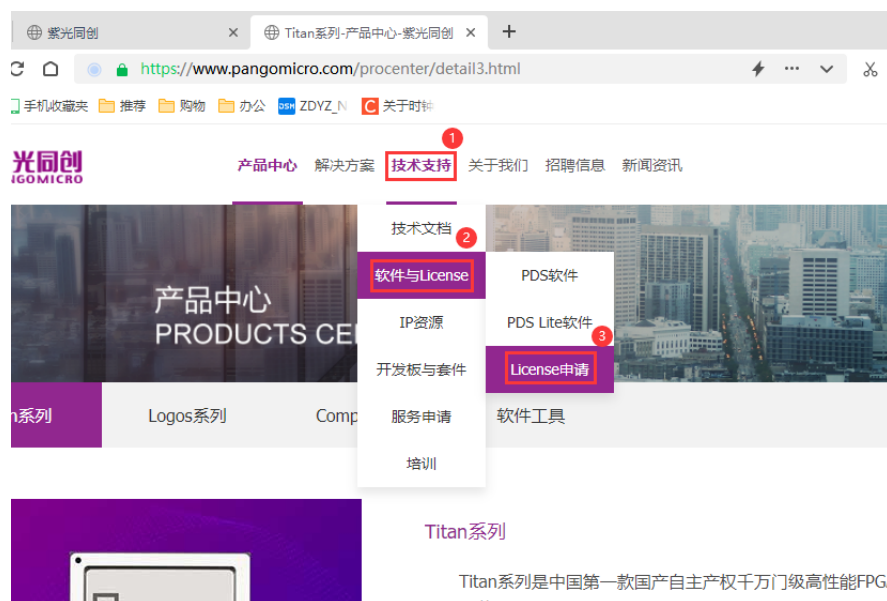 紫光同创 × Titan系列-产品中心-紫光同创 × +
https://www.pangomicro.com/procenter/detail3.html
手机收藏夹 推荐 购物 办公 DSM ZDYZ_N C 关于时钟
1
光同创
NGOMICRO
产品中心 解决方案 技术支持 关于我们 招聘信息 新闻资讯
技术文档
2
软件与License PDS软件
产品中心
IP资源 PDS Lite软件
PRODUCTS CE
3
开发板与套件 License申请
系列 Logos系列 Comp 服务申请 软件工具
培训
Titan系列
Titan系列是中国第一款国产自主产权千万门级高性能FPG